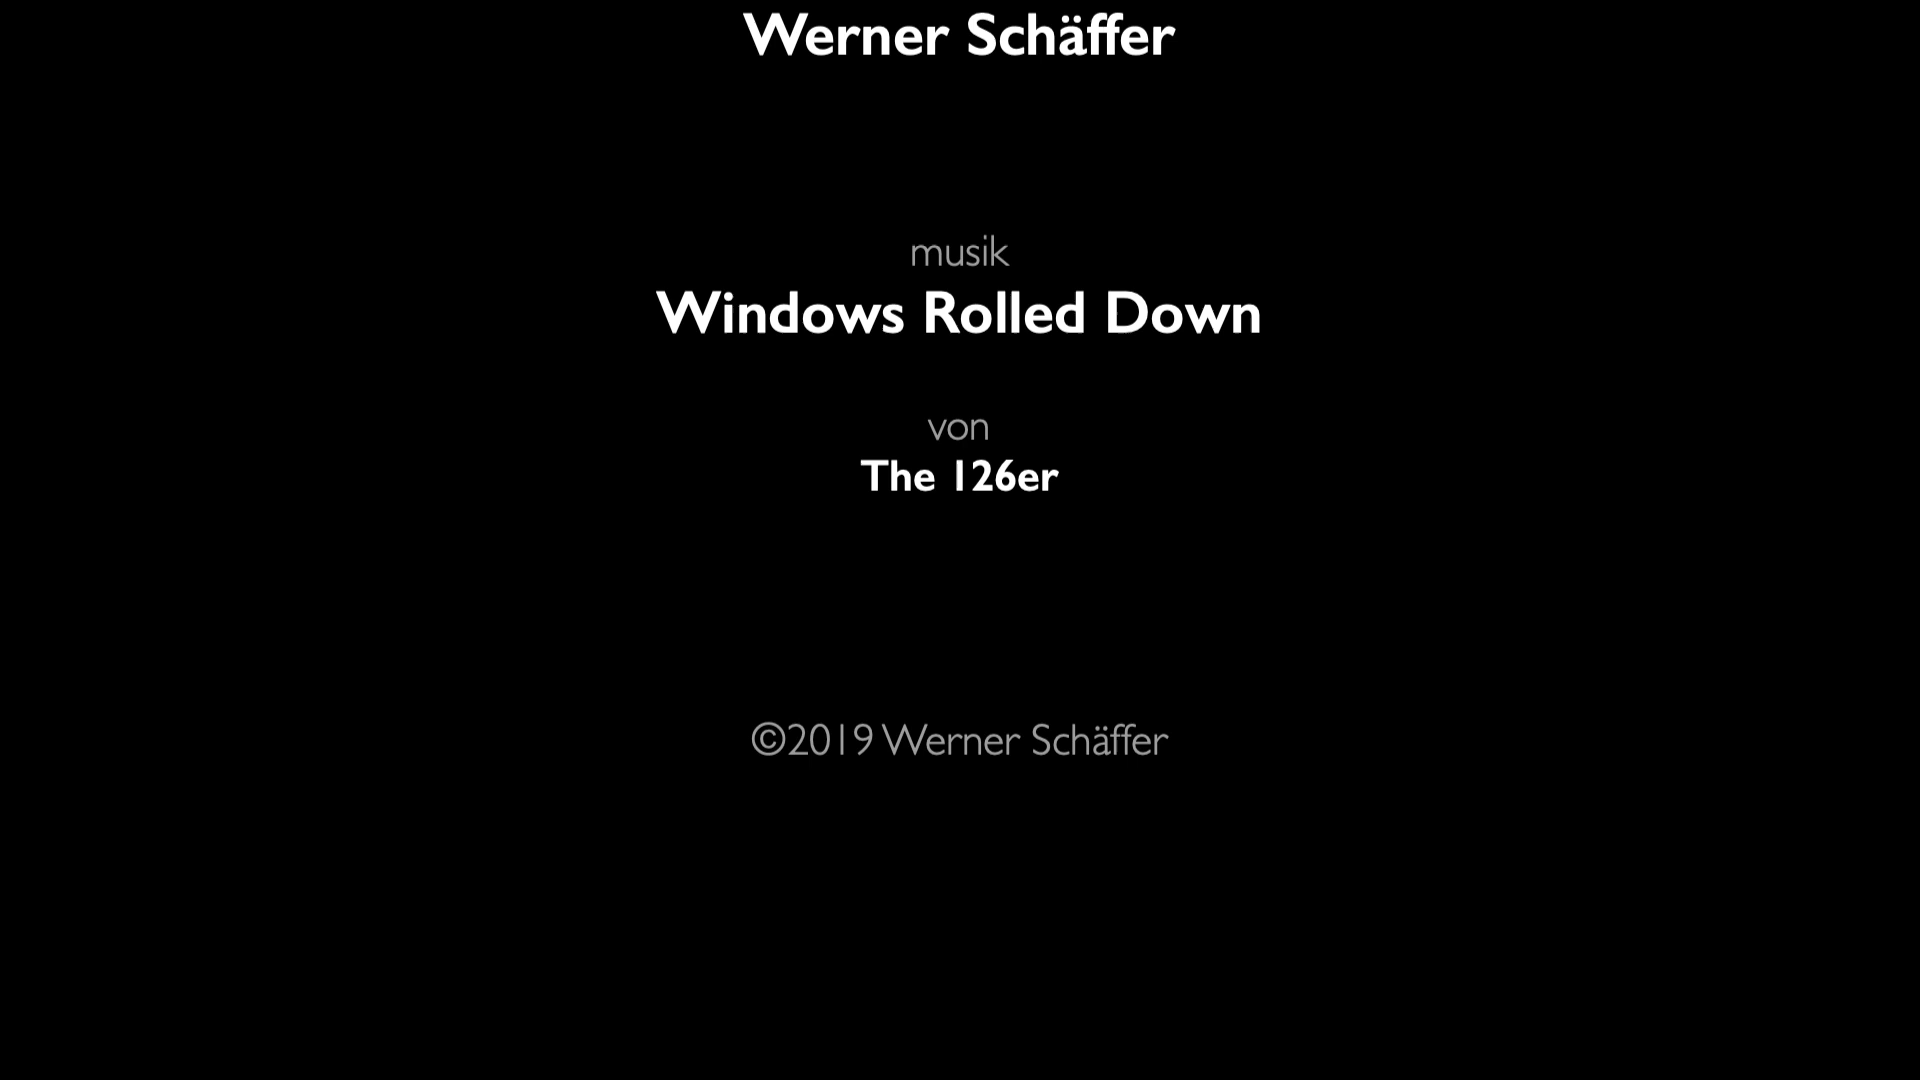 Werner Schäffer
musik
Windows Rolled Down
von
The 126er
©2019 Werner Schäffer